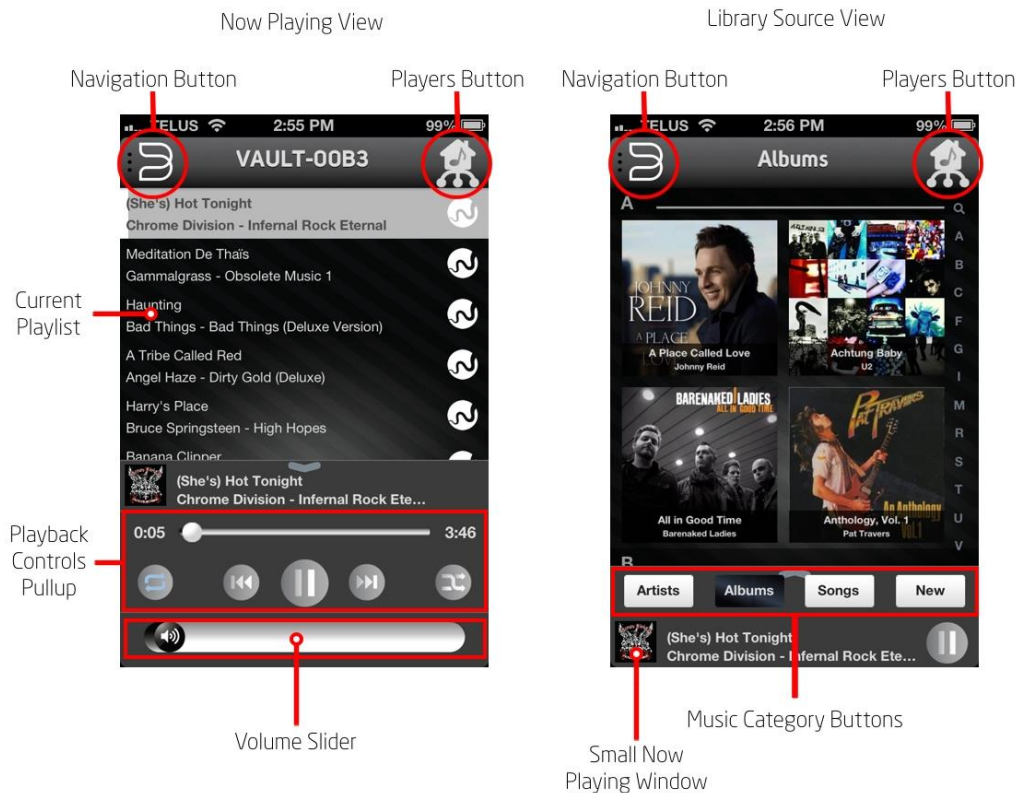 Now Playing View
Library Source View
Navigation Button
Players Button
Navigation Button
Players Button
TELUS
2:55 PM
99%
VAULT-00B3
(She's) Hot Tonight
Chrome Division - Infernal Rock Eternal
Meditation De Thaïs
Gammalgrass - Obsolete Music 1
Haunting
Bad Things - Bad Things (Deluxe Version)
A Tribe Called Red
Angel Haze - Dirty Gold (Deluxe)
Harry's Place
Bruce Springsteen - High Hopes
Banana Clipper
Current
Playlist
(She's) Hot Tonight
Chrome Division - Infernal Rock Ete...
0:05
3:46
Playback
Controls
Pullup
Volume Slider
TELUS
2:56 PM
99%
Albums
A
JOHNNY
REID
A PLACE
A Place Called Love
Johnny Reid
Achtung Baby
U2
BARENAKED LADIES
ALL IN GOOD TIME
All in Good Time
Barenaked Ladies
Pat Travers
An Anthology
Vol.1
Anthology, Vol. 1
Pat Travers
A
B
C
F
G
I
M
R
S
T
U
V
B
Artists
Albums
Songs
New
(She's) Hot Tonight
Chrome Division - Infernal Rock Ete...
Music Category Buttons
Small Now
Playing Window